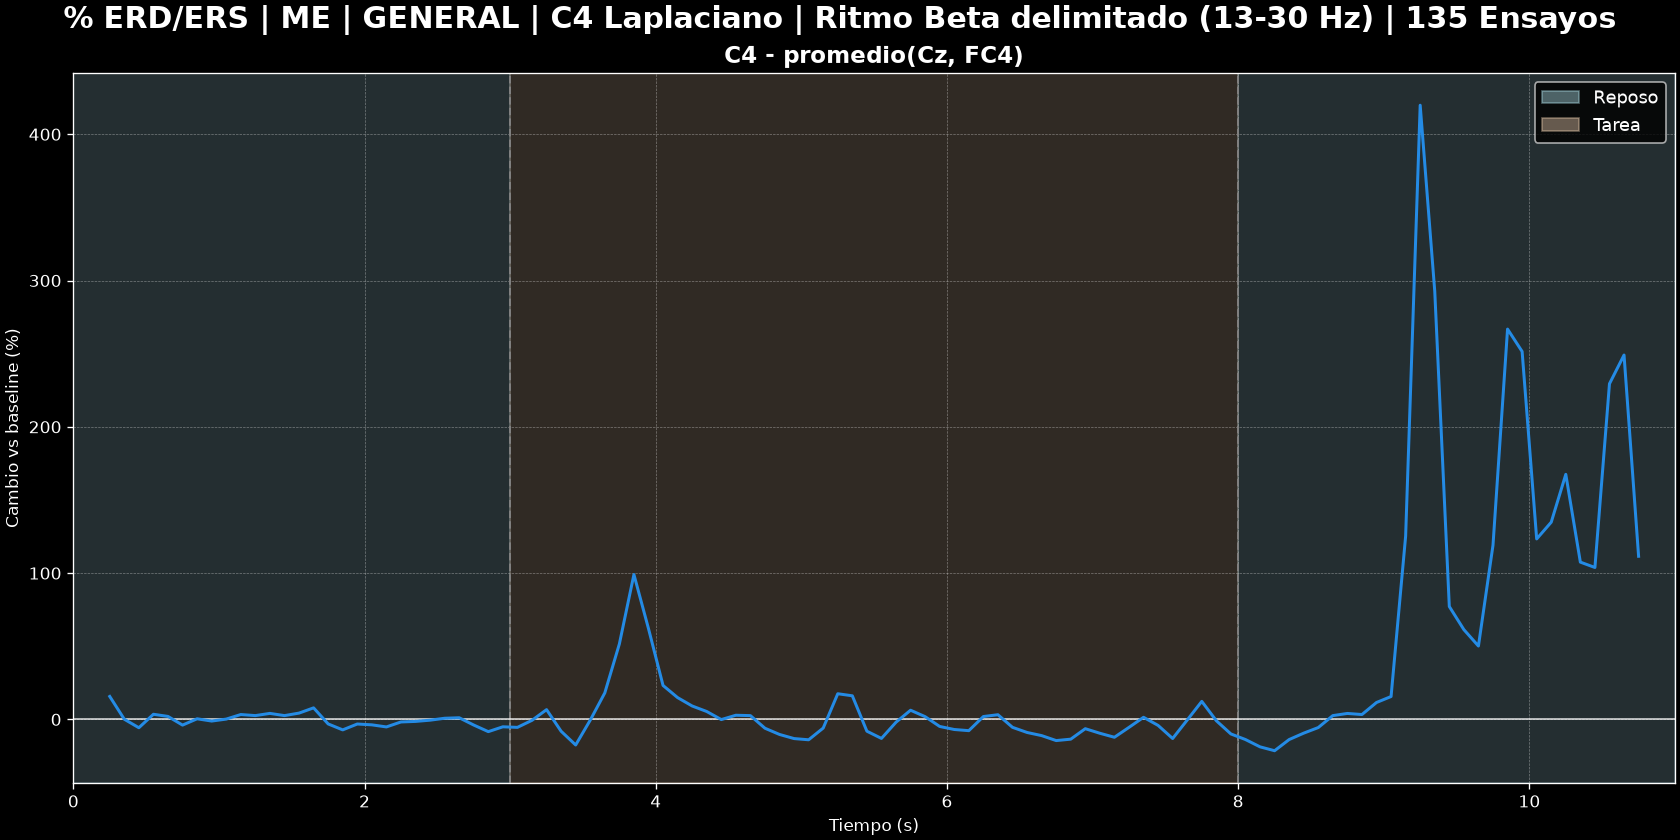 % ERD/ERS | ME | GENERAL | C4 Laplaciano | Ritmo Beta delimitado (13-30 Hz) | 135 Ensayos
C4 - promedio(Cz, FC4)
Reposo
Tarea
Cambio vs baseline (%)
400
300
200
100
0
0 2 4 6 8 10
Tiempo (s)